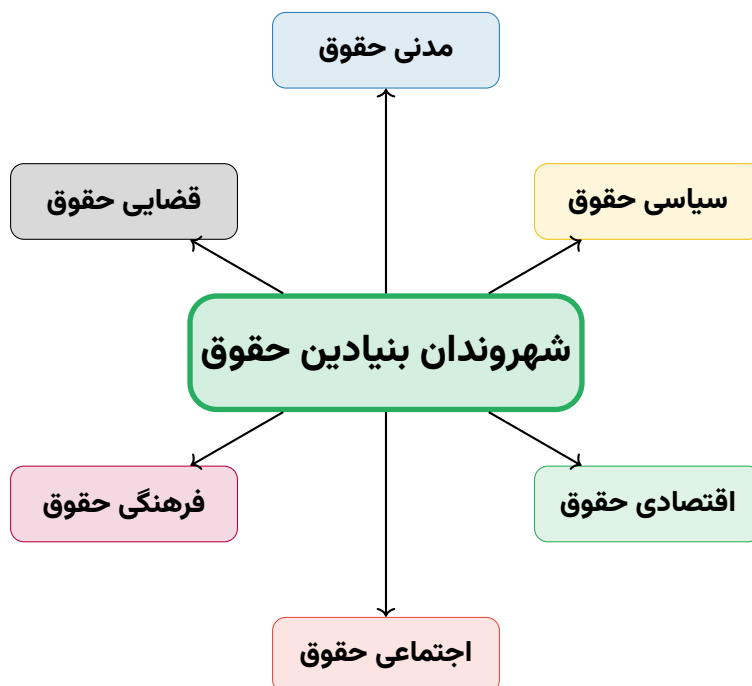 مدنی حقوق
سیاسی حقوق
قضایی حقوق
شهروندان بنیادین حقوق
اقتصادی حقوق
فرهنگی حقوق
اجتماعی حقوق